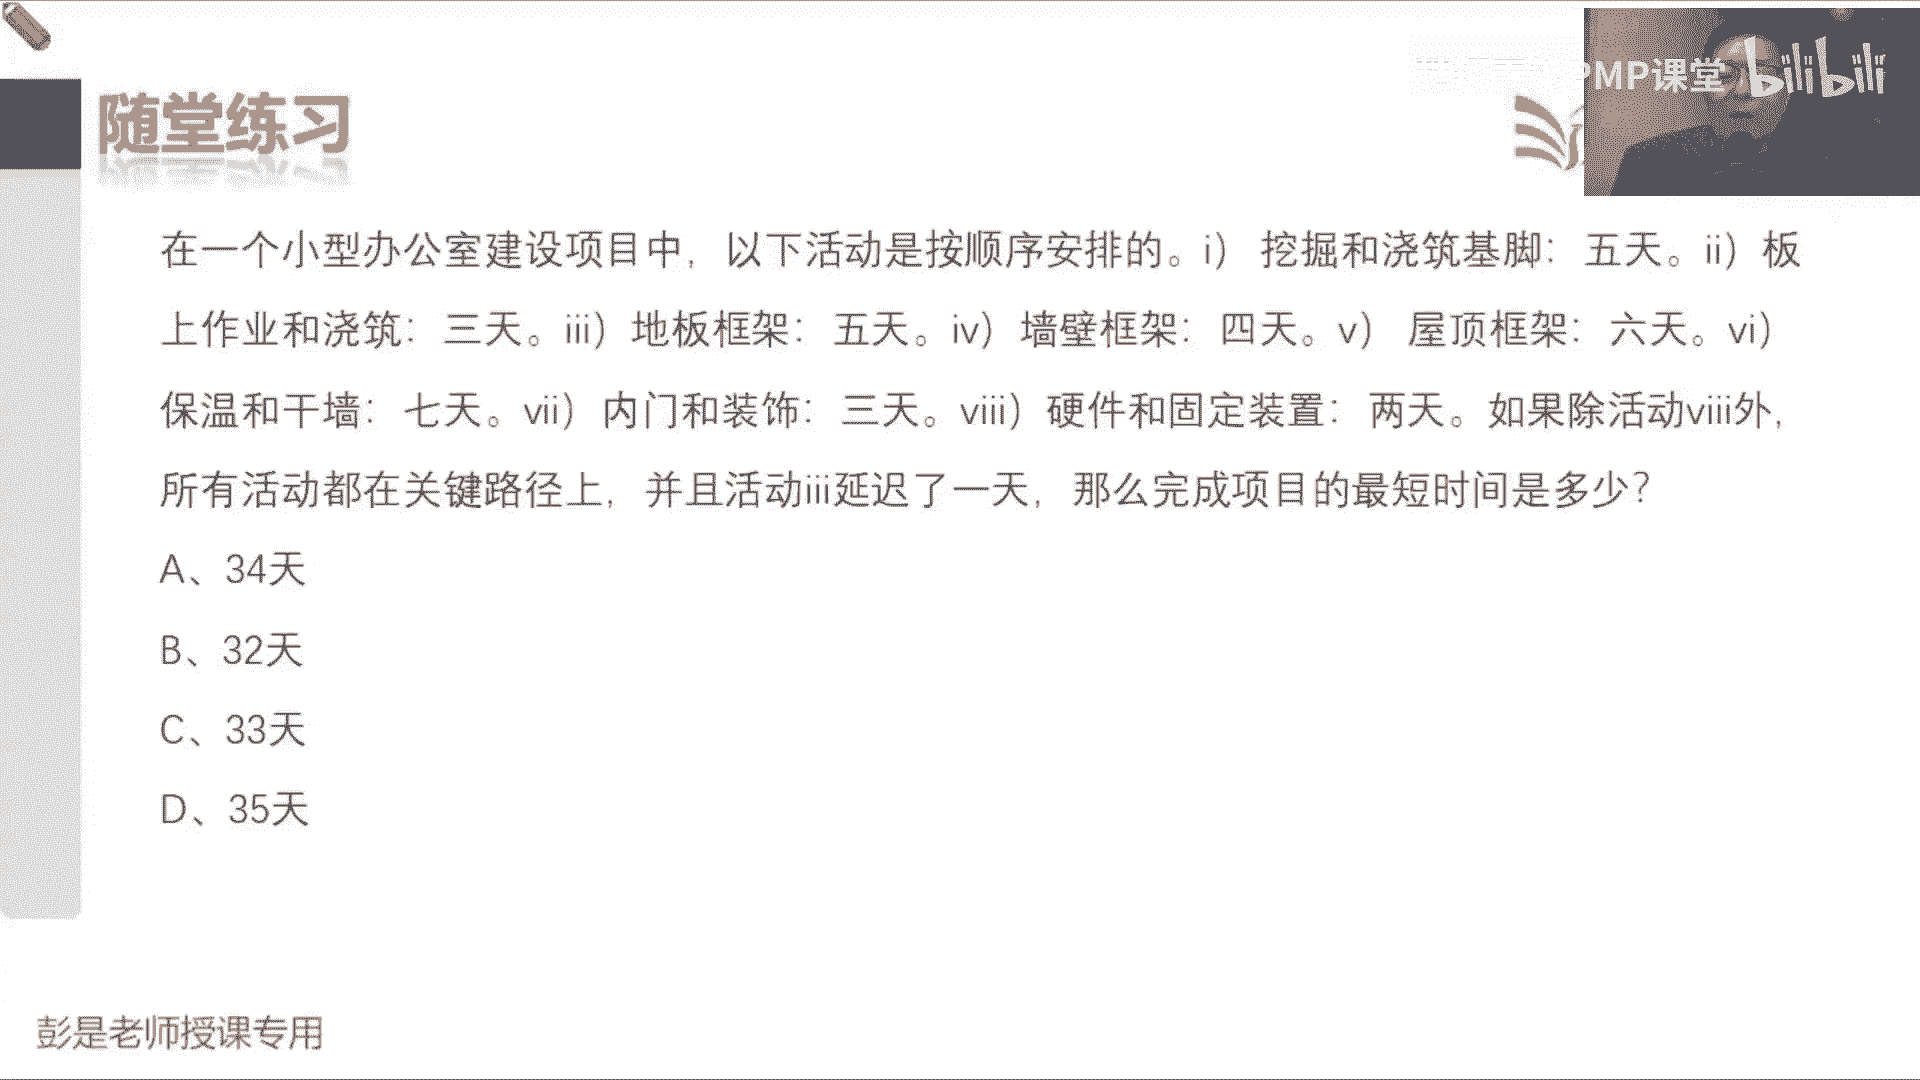 PMP课堂 bilibili
随堂练习
在一个小型办公室建设项目中，以下活动是按顺序安排的。i） 挖掘和浇筑基脚：五天。ii）板
上作业和浇筑：三天。iii）地板框架：五天。iv）墙壁框架：四天。v） 屋顶框架：六天。vi）
保温和干墙：七天。vii）内门和装饰：三天。viii）硬件和固定装置：两天。如果除活动viii外，
所有活动都在关键路径上，并且活动iii延迟了一天，那么完成项目的最短时间是多少？
A、34天
B、32天
C、33天
D、35天
彭是老师授课专用